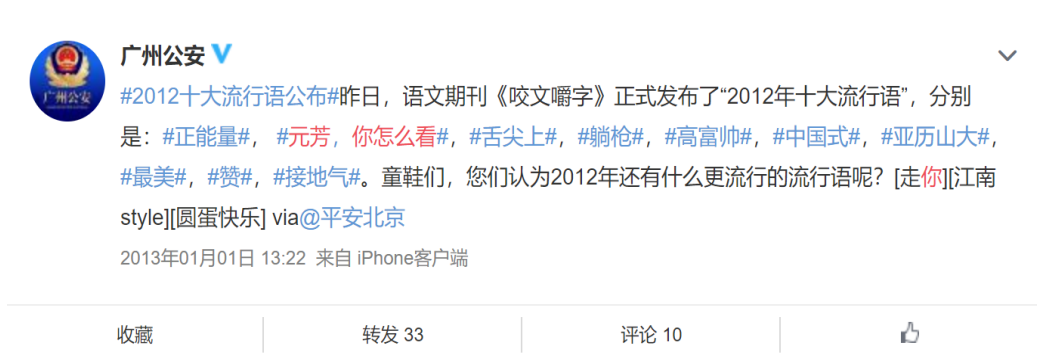 广州公安
广州公安
#2012十大流行语公布#昨日，语文期刊《咬文嚼字》正式发布了“2012年十大流行语”，分别
是：#正能量#， #元芳，你怎么看#，#舌尖上#，#躺枪#，#高富帅#，#中国式#，#亚历山大#，
#最美#，#赞#，#接地气#。童鞋们，您们认为2012年还有什么更流行的流行语呢？[走你][江南
style][圆蛋快乐] via@平安北京
2013年01月01日 13:22 来自 iPhone客户端
收藏 转发 33 评论 10